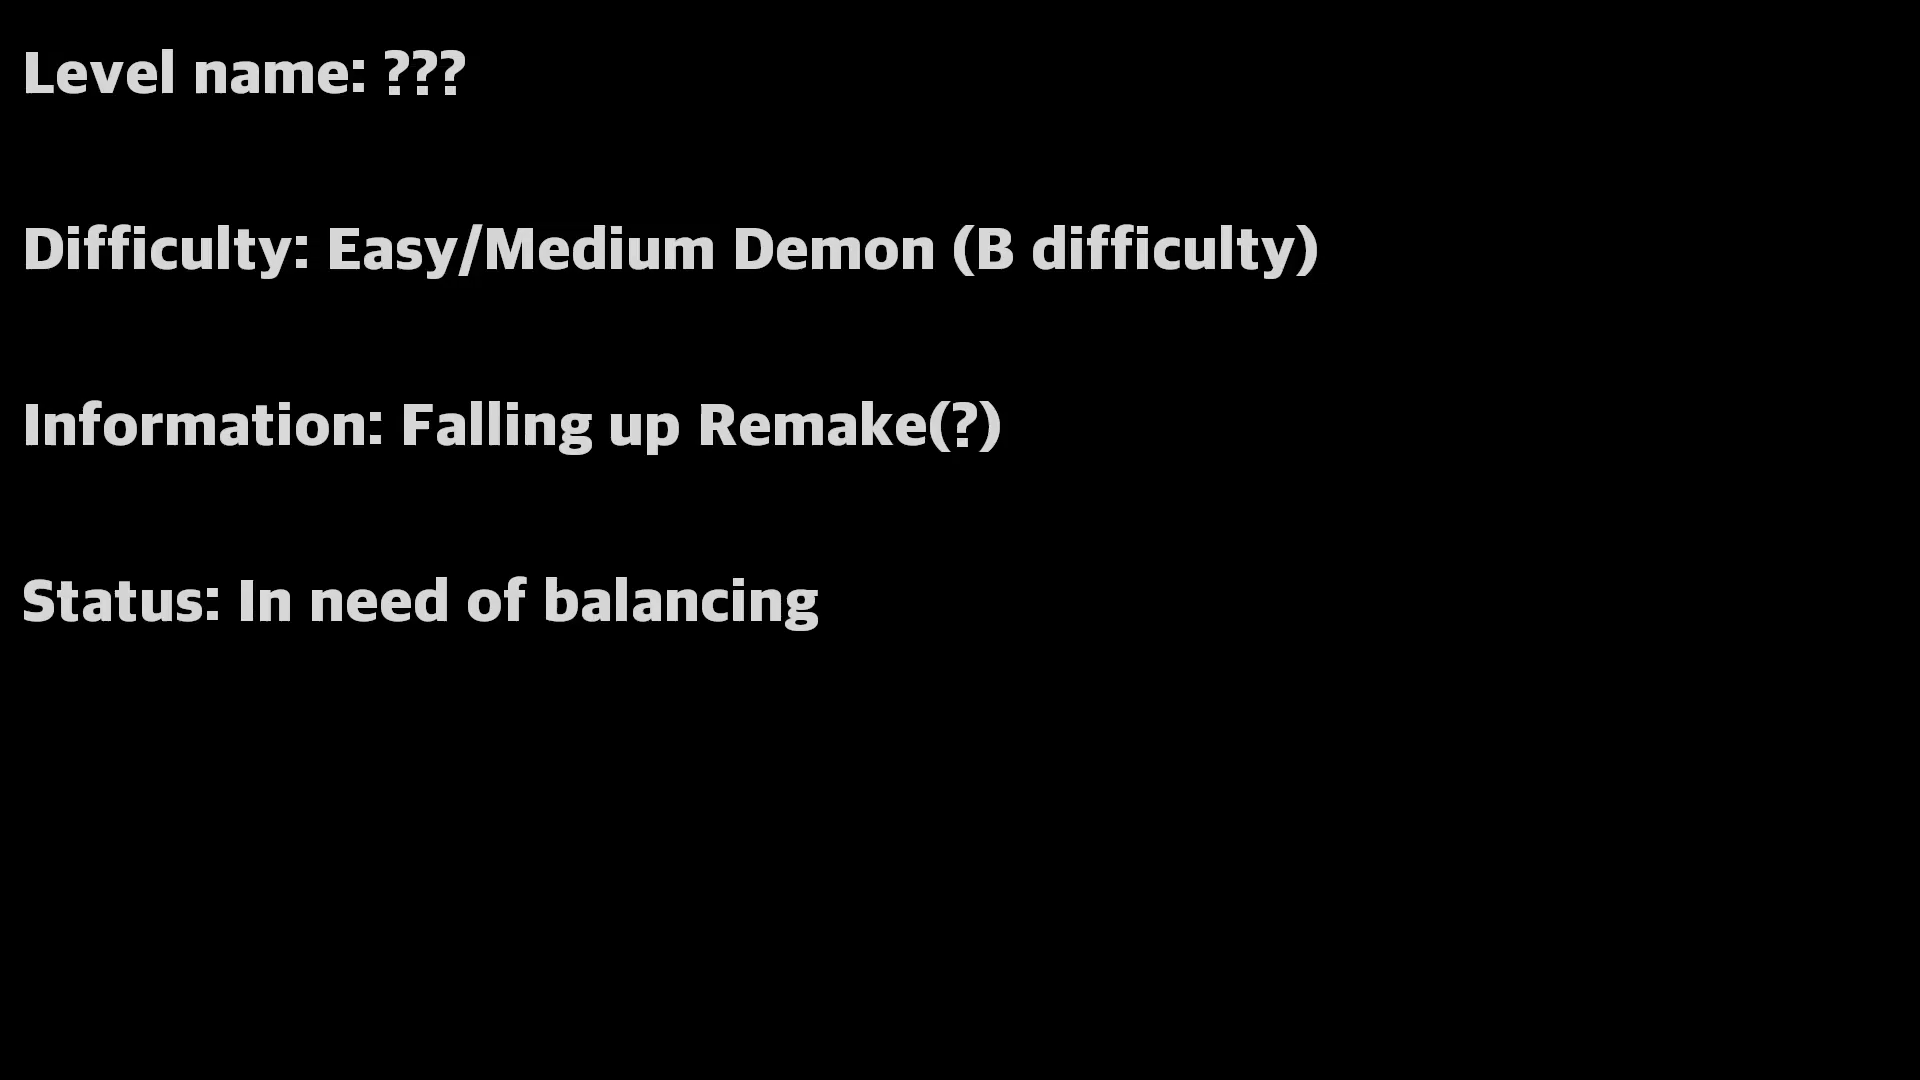 Level name: ???
Difficulty: Easy/Medium Demon (B difficulty)
Information: Falling up Remake(?)
Status: In need of balancing